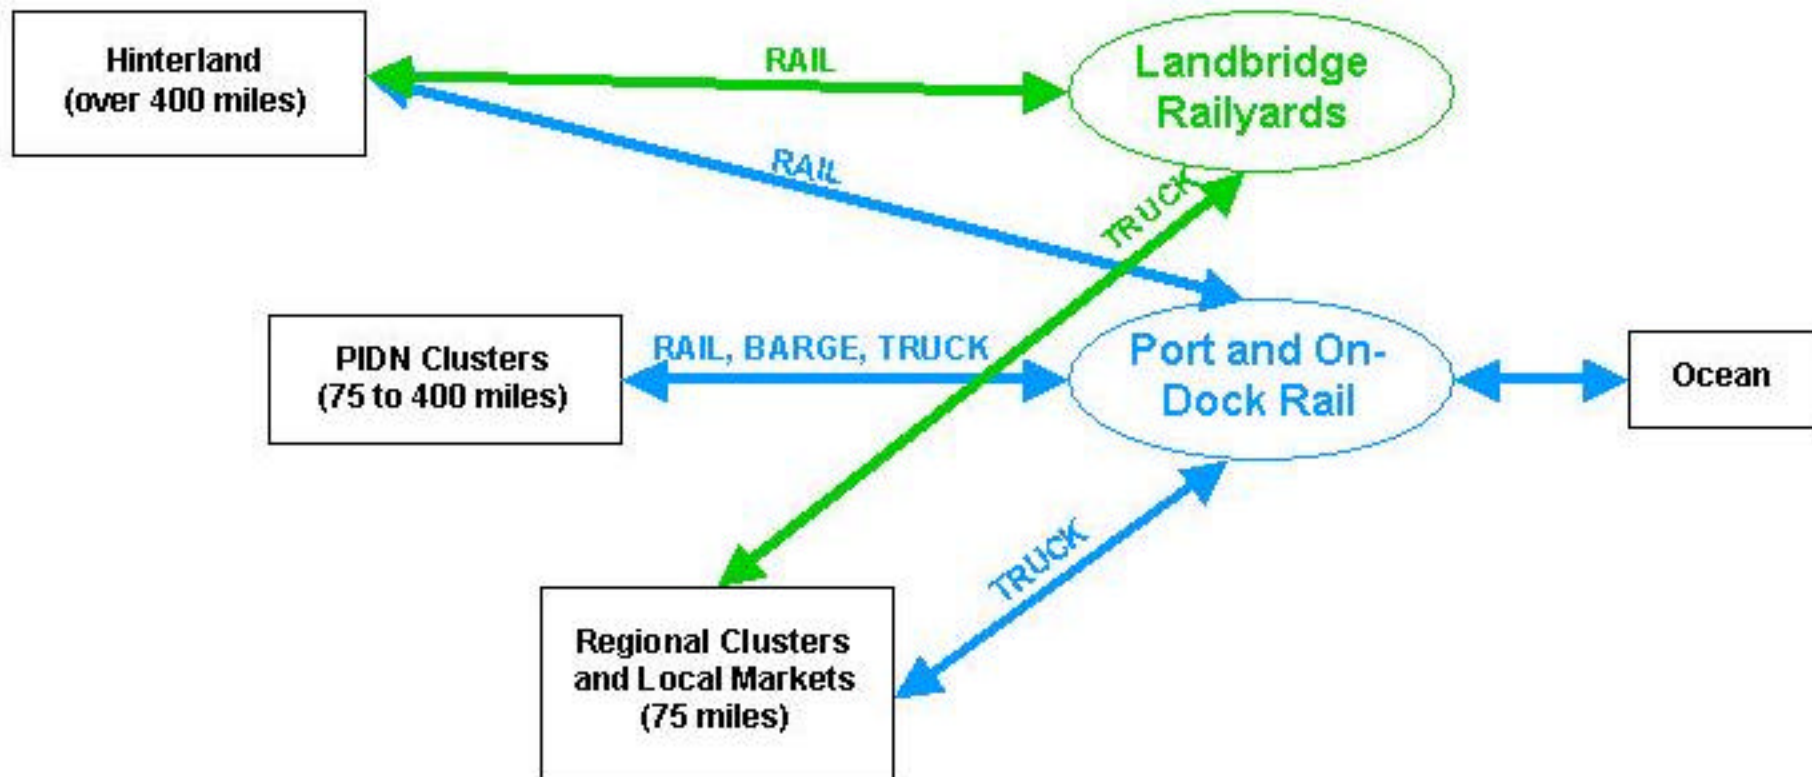 Hinterland
(over 400 miles)
RAIL
Landbridge
Railyards
RAIL
TRUCK
PIDN Clusters
(75 to 400 miles)
RAIL, BARGE, TRUCK
Port and On-
Dock Rail
Ocean
TRUCK
Regional Clusters
and Local Markets
(75 miles)